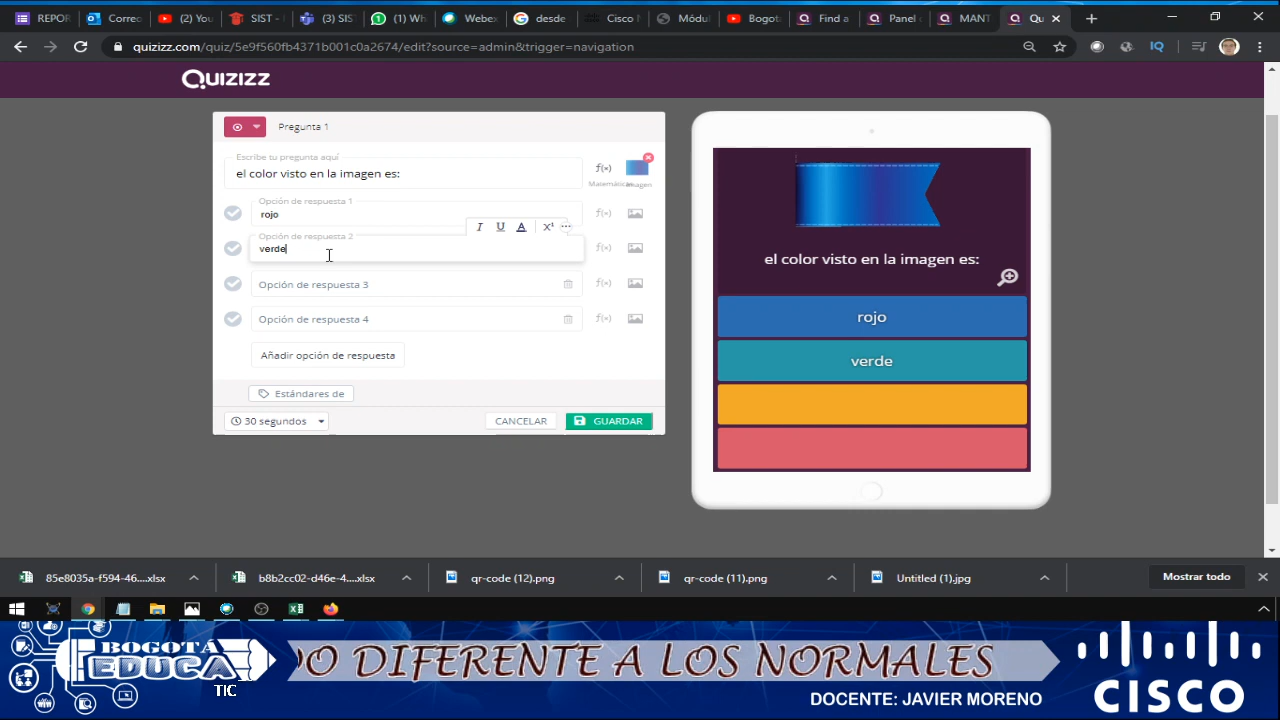 REPOR
Correo
(2) You
SIST -
(3) SIS
(1) Wh
Webex
desde
Cisco N
Módul
Bogota
Find a
Panel d
MANT
Qu
quizizz.com/quiz/5e9f560fb4371b001c0a2674/edit?source=admin&trigger=navigation
IQ
Quizizz
Pregunta 1
Escribe tu pregunta aquí
el color visto en la imagen es:
f(x)
Matemáticas
Imagen
Opción de respuesta 1
rojo
f(x)
I U A X¹ ...
Opción de respuesta 2
verde
f(x)
Opción de respuesta 3
f(x)
Opción de respuesta 4
f(x)
Añadir opción de respuesta
Estándares de
30 segundos
CANCELAR
GUARDAR
el color visto en la imagen es:
rojo
verde
85e8035a-f594-46....xlsx
b8b2cc02-d46e-4....xlsx
qr-code (12).png
qr-code (11).png
Untitled (1).jpg
Mostrar todo
BOGOTÁ
EDUCA
TIC
DO DIFERENTE A LOS NORMALES
DOCENTE: JAVIER MORENO
CISCO